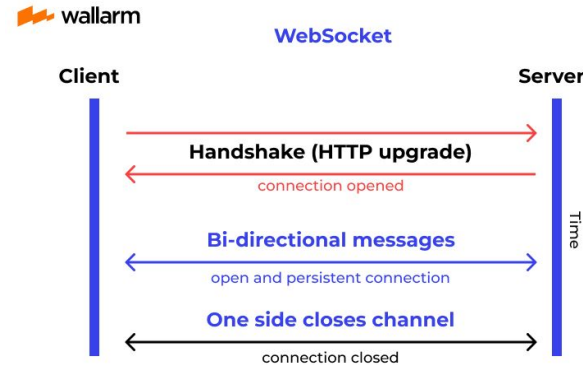 wallarm
WebSocket
Client
Server
Handshake (HTTP upgrade)
connection opened
Time
Bi-directional messages
open and persistent connection
One side closes channel
connection closed